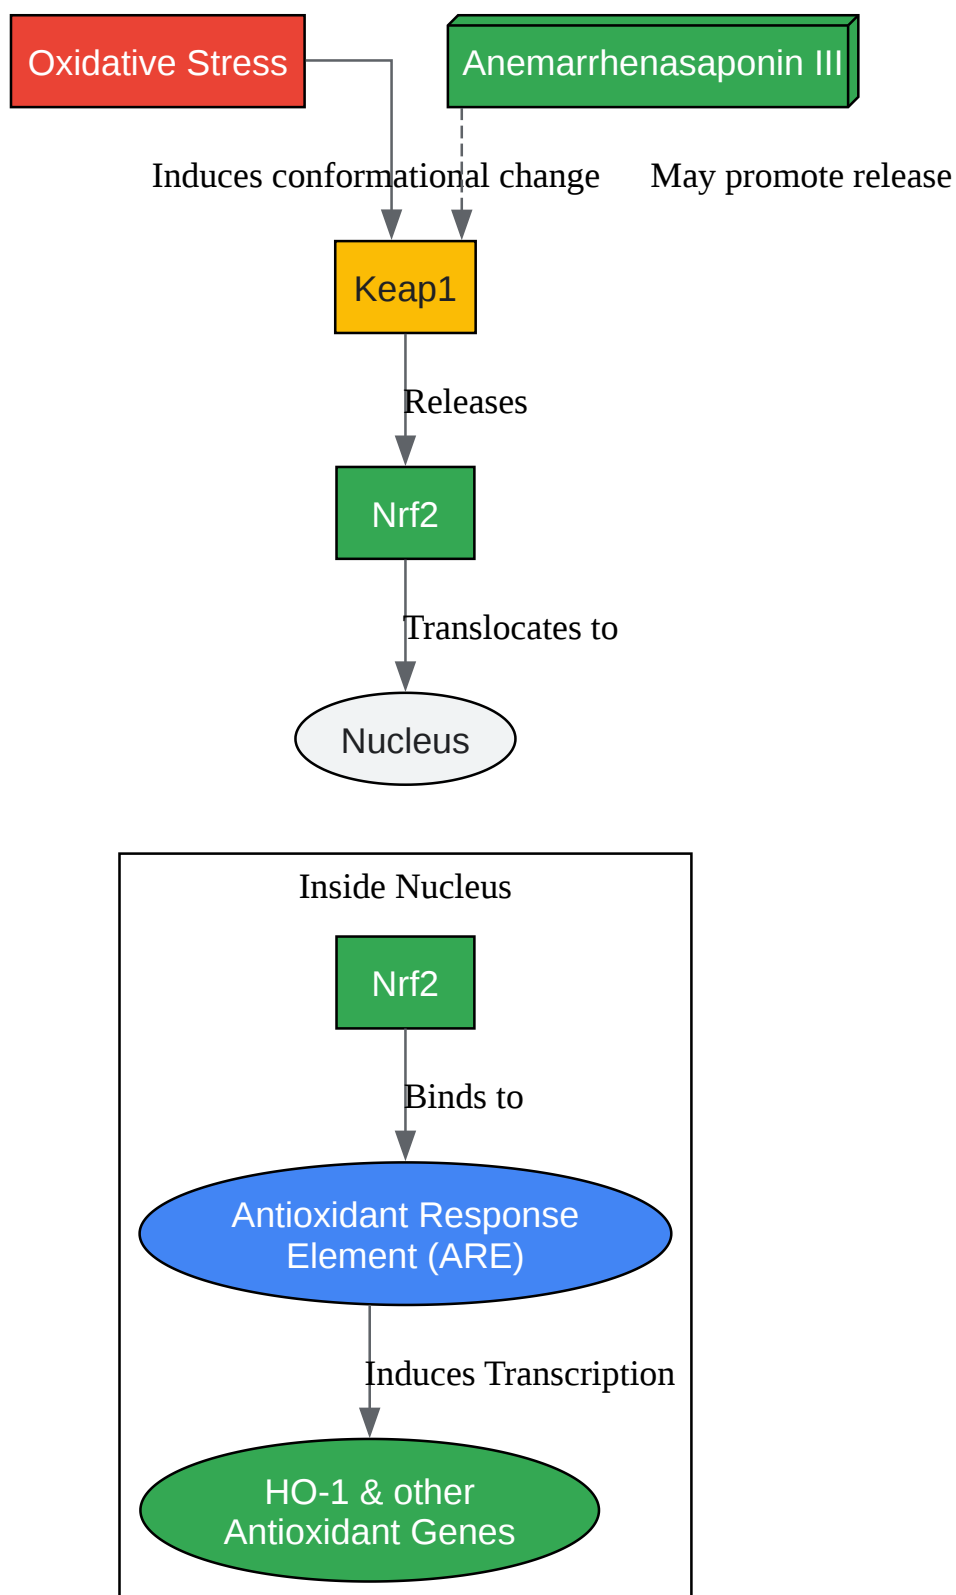 Oxidative Stress
Anemarrhenasaponin III
Induces conformational change
May promote release
Keap1
Releases
Nrf2
Translocates to
Nucleus
Inside Nucleus
Nrf2
Binds to
Antioxidant Response
Element (ARE)
Induces Transcription
HO-1 & other
Antioxidant Genes